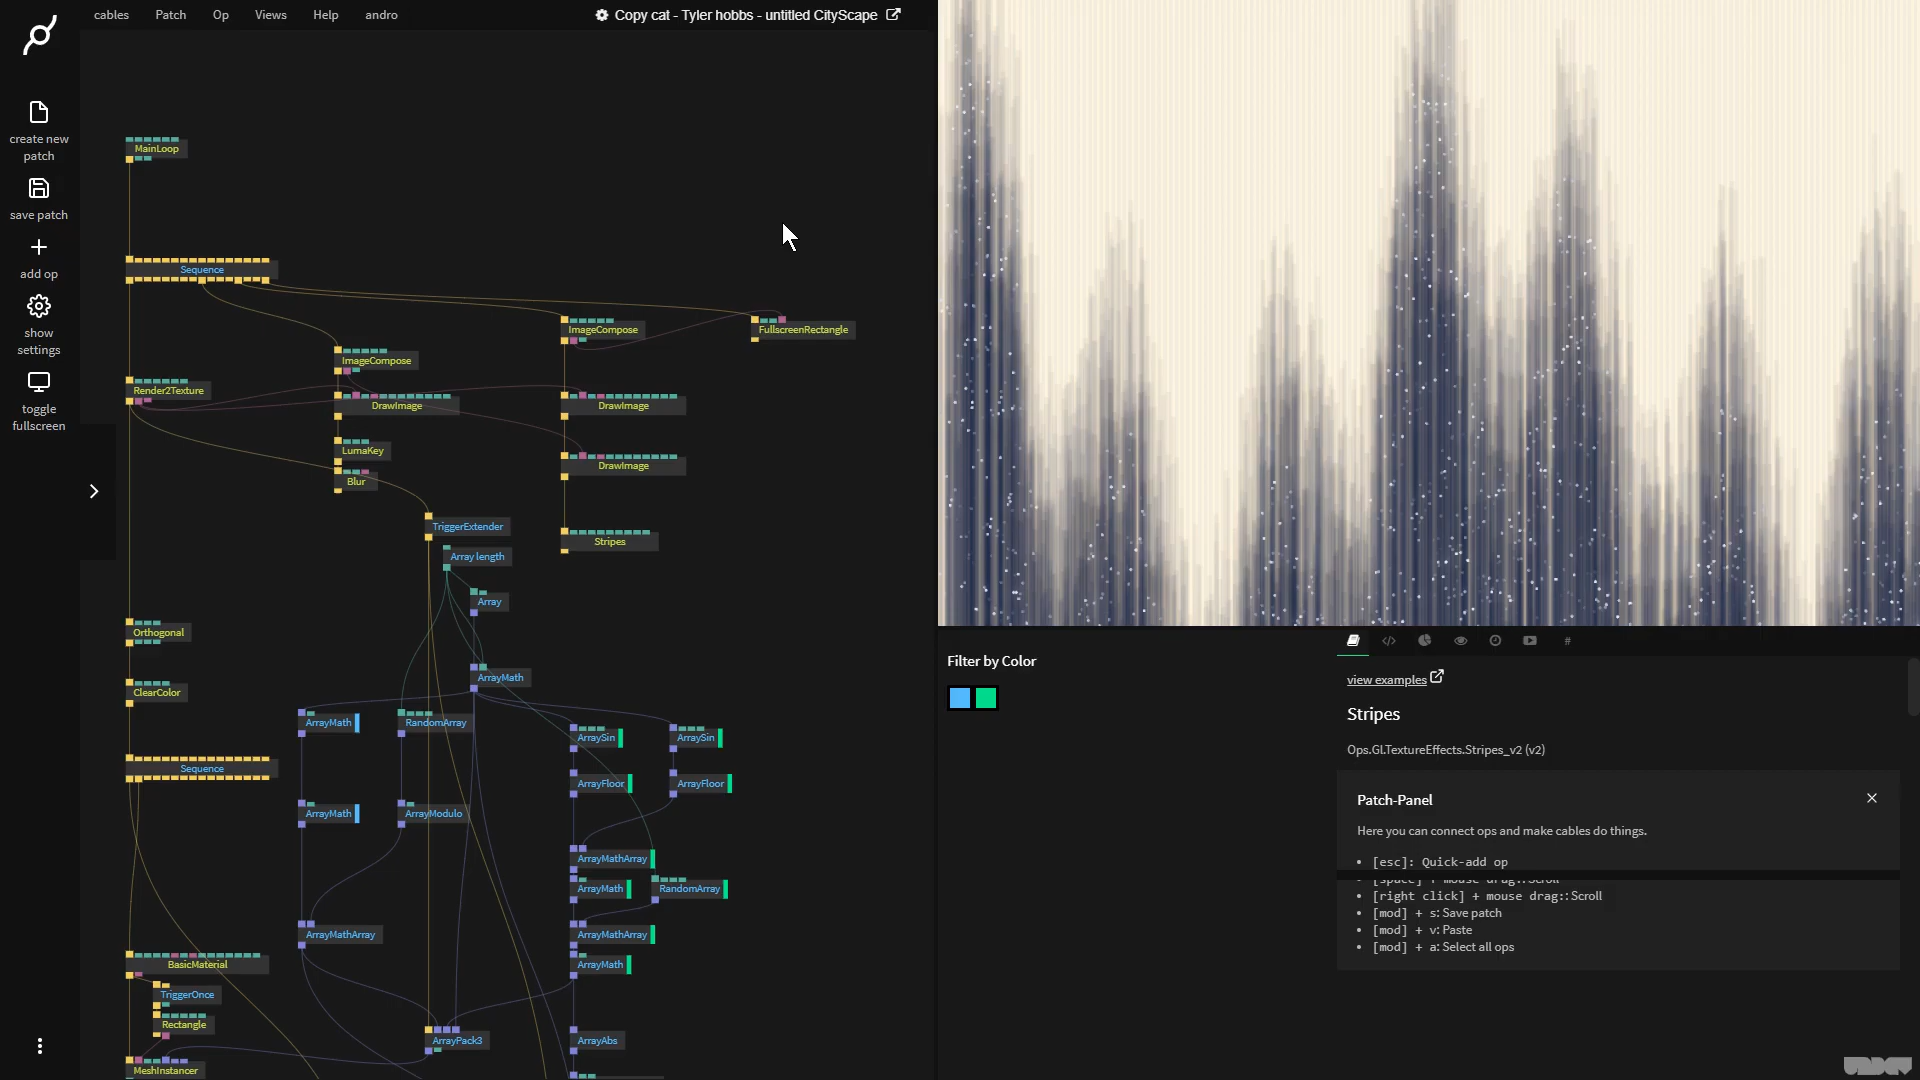 cables Patch Op Views Help andro
Copy cat - Tyler hobbs - untitled CityScape
create new
patch
save patch
add op
show
settings
toggle
fullscreen
MainLoop
Sequence
ImageCompose
FullscreenRectangle
ImageCompose
Render2Texture
DrawImage
DrawImage
LumaKey
DrawImage
Blur
TriggerExtender
Stripes
Array length
Array
Orthogonal
ArrayMath
ClearColor
ArrayMath
RandomArray
ArraySin
ArraySin
Sequence
ArrayFloor
ArrayFloor
ArrayMath
ArrayModulo
ArrayMathArray
ArrayMath
RandomArray
ArrayMathArray
ArrayMathArray
BasicMaterial
ArrayMath
TriggerOnce
Rectangle
ArrayPack3
ArrayAbs
MeshInstancer
Filter by Color
</> #
view examples
Stripes
Ops.Gl.TextureEffects.Stripes_v2 (v2)
Patch-Panel
Here you can connect ops and make cables do things.
• [esc]: Quick-add op
• [space] + mouse drag:: Scroll
• [right click] + mouse drag:: Scroll
• [mod] + s: Save patch
• [mod] + v: Paste
• [mod] + a: Select all ops